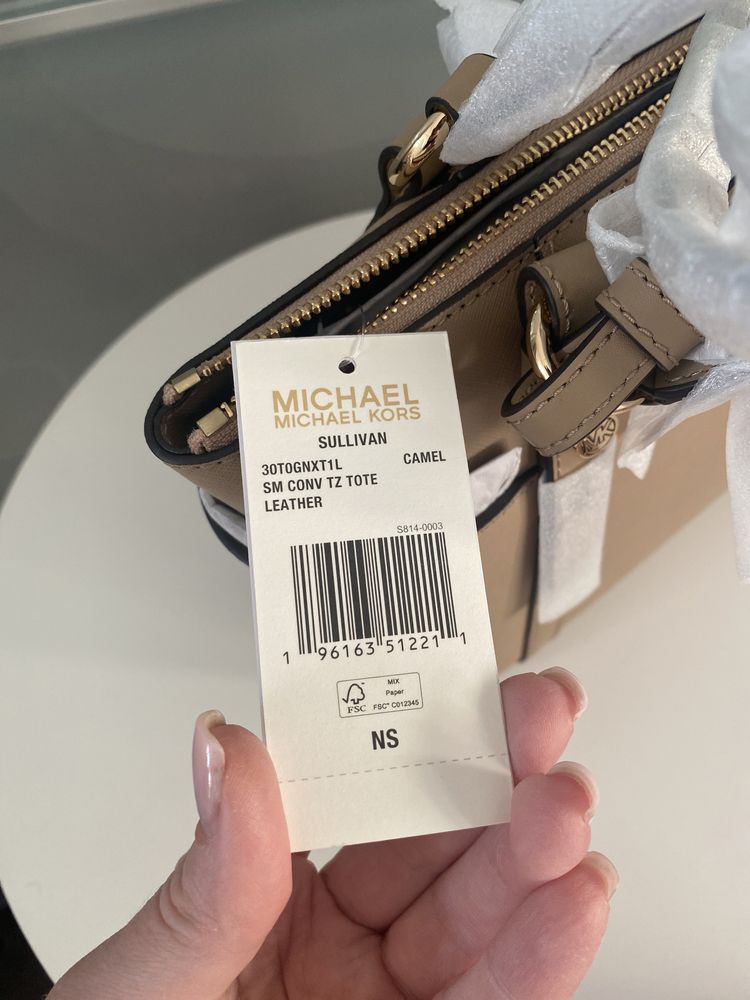 MICHAEL
MICHAEL KORS
SULLIVAN
30T0GNXT1L CAMEL
SM CONV TZ TOTE
LEATHER
S814-0003
1 96163 51221 1
MIX
Paper
FSC FSC™ C012345
NS
MK